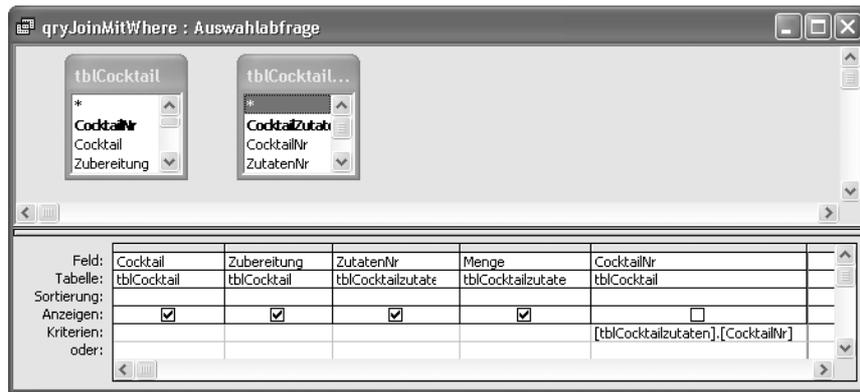 qryJoinMitWhere : Auswahlabfrage
tblCocktail
*
CocktailNr
Cocktail
Zubereitung
tblCocktail...
*
CocktailZutate
CocktailNr
ZutatenNr
Feld: Cocktail Zubereitung ZutatenNr Menge CocktailNr
Tabelle: tblCocktail tblCocktail tblCocktailzutate tblCocktailzutate tblCocktail
Sortierung:
Anzeigen:
Kriterien: [tblCocktailzutaten].[CocktailNr]
oder: